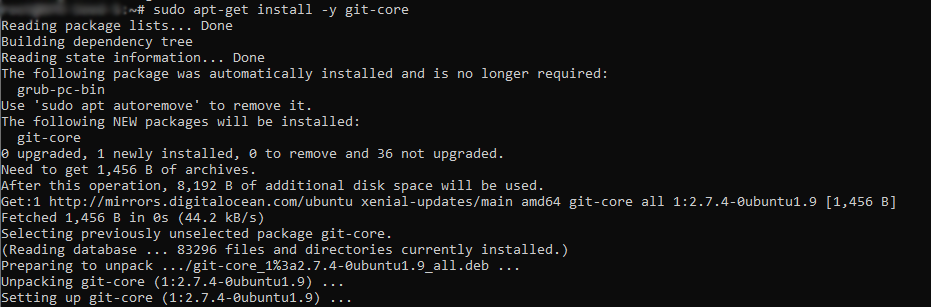 :~# sudo apt-get install -y git-core
Reading package lists... Done
Building dependency tree
Reading state information... Done
The following package was automatically installed and is no longer required:
  grub-pc-bin
Use 'sudo apt autoremove' to remove it.
The following NEW packages will be installed:
  git-core
0 upgraded, 1 newly installed, 0 to remove and 36 not upgraded.
Need to get 1,456 B of archives.
After this operation, 8,192 B of additional disk space will be used.
Get:1 http://mirrors.digitalocean.com/ubuntu xenial-updates/main amd64 git-core all 1:2.7.4-0ubuntu1.9 [1,456 B]
Fetched 1,456 B in 0s (44.2 kB/s)
Selecting previously unselected package git-core.
(Reading database ... 83296 files and directories currently installed.)
Preparing to unpack .../git-core_1%3a2.7.4-0ubuntu1.9_all.deb ...
Unpacking git-core (1:2.7.4-0ubuntu1.9) ...
Setting up git-core (1:2.7.4-0ubuntu1.9) ...